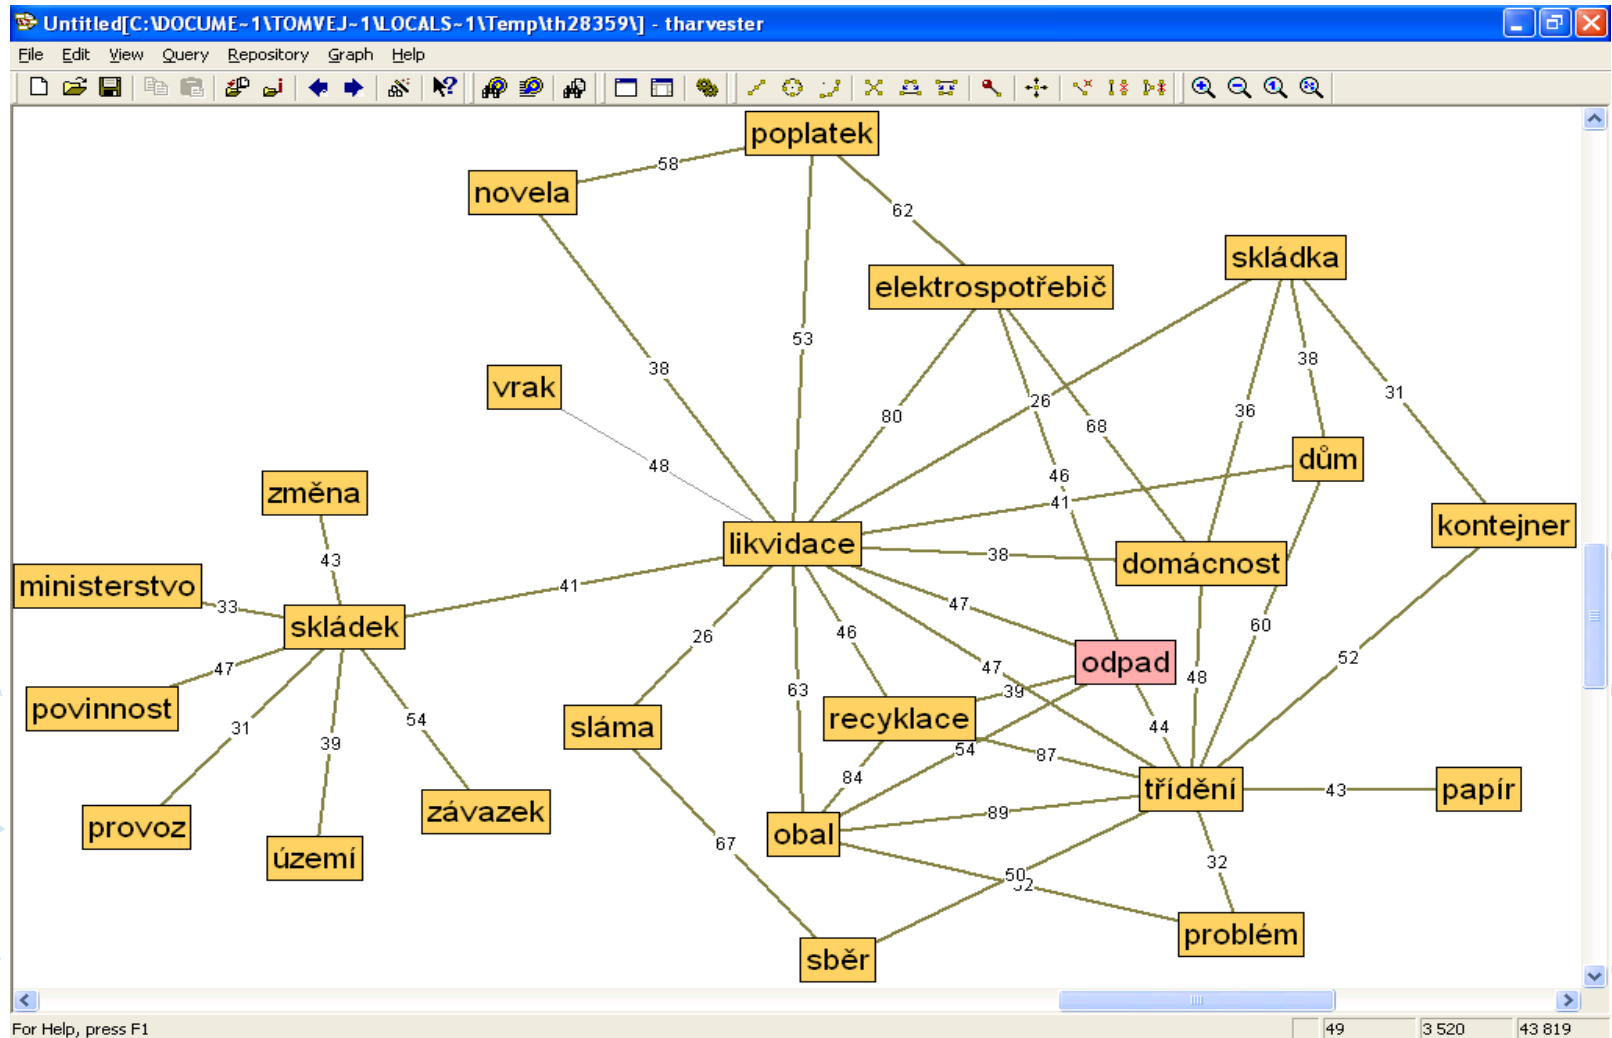 Untitled[C:\DOCUME~1\TOMVEJ~1\LOCALS~1\Temp\th28359\] - tharvester
File Edit View Query Repository Graph Help
poplatek
58
novela
62
skládka
elektrospotřebič
53
38
38
vrak
31
26
36
80
68
dům
48
46
změna
41
kontejner
likvidace
43
38
domácnost
ministerstvo
41
33
47
skládek
60
46
26
52
odpad
47
47
48
63
39
povinnost
recyklace
54
sláma
31
44
39
54
87
84
třídění
43
papír
závazek
89
provoz
obal
67
území
32
50
problém
sběr
For Help, press F1
49 3 520 43 819